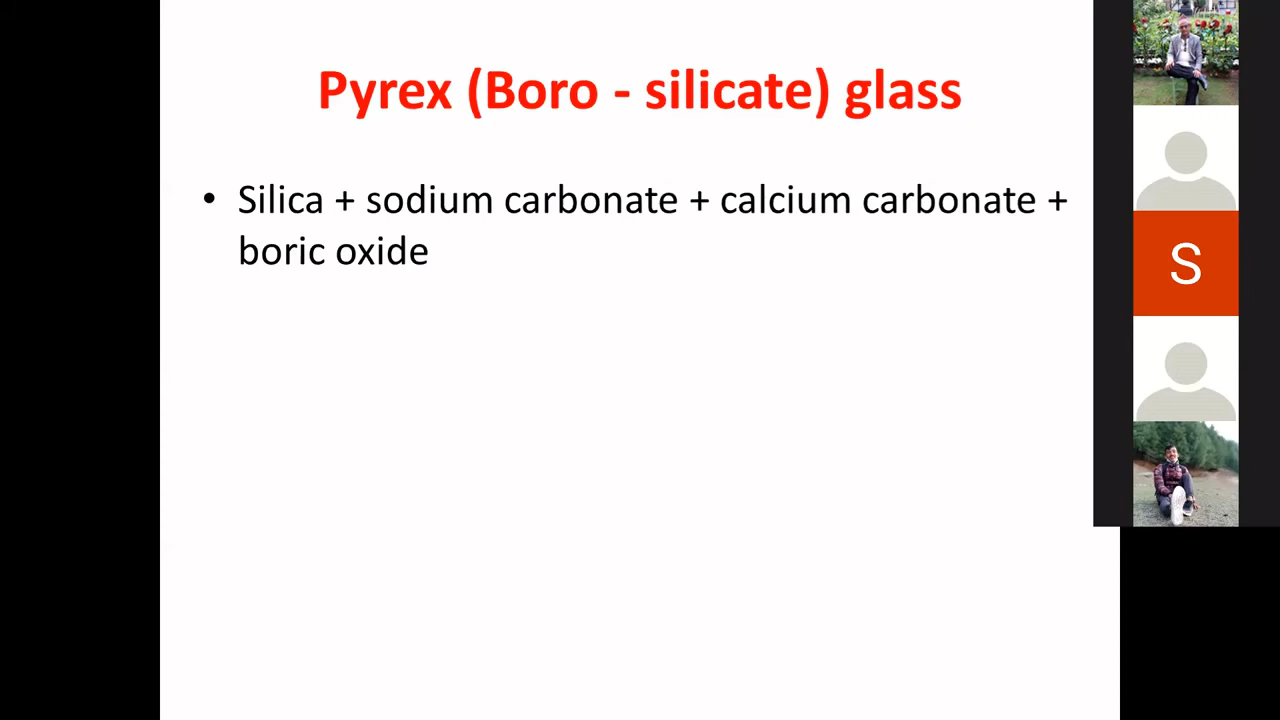 Pyrex (Boro - silicate) glass
• Silica + sodium carbonate + calcium carbonate +
boric oxide
S